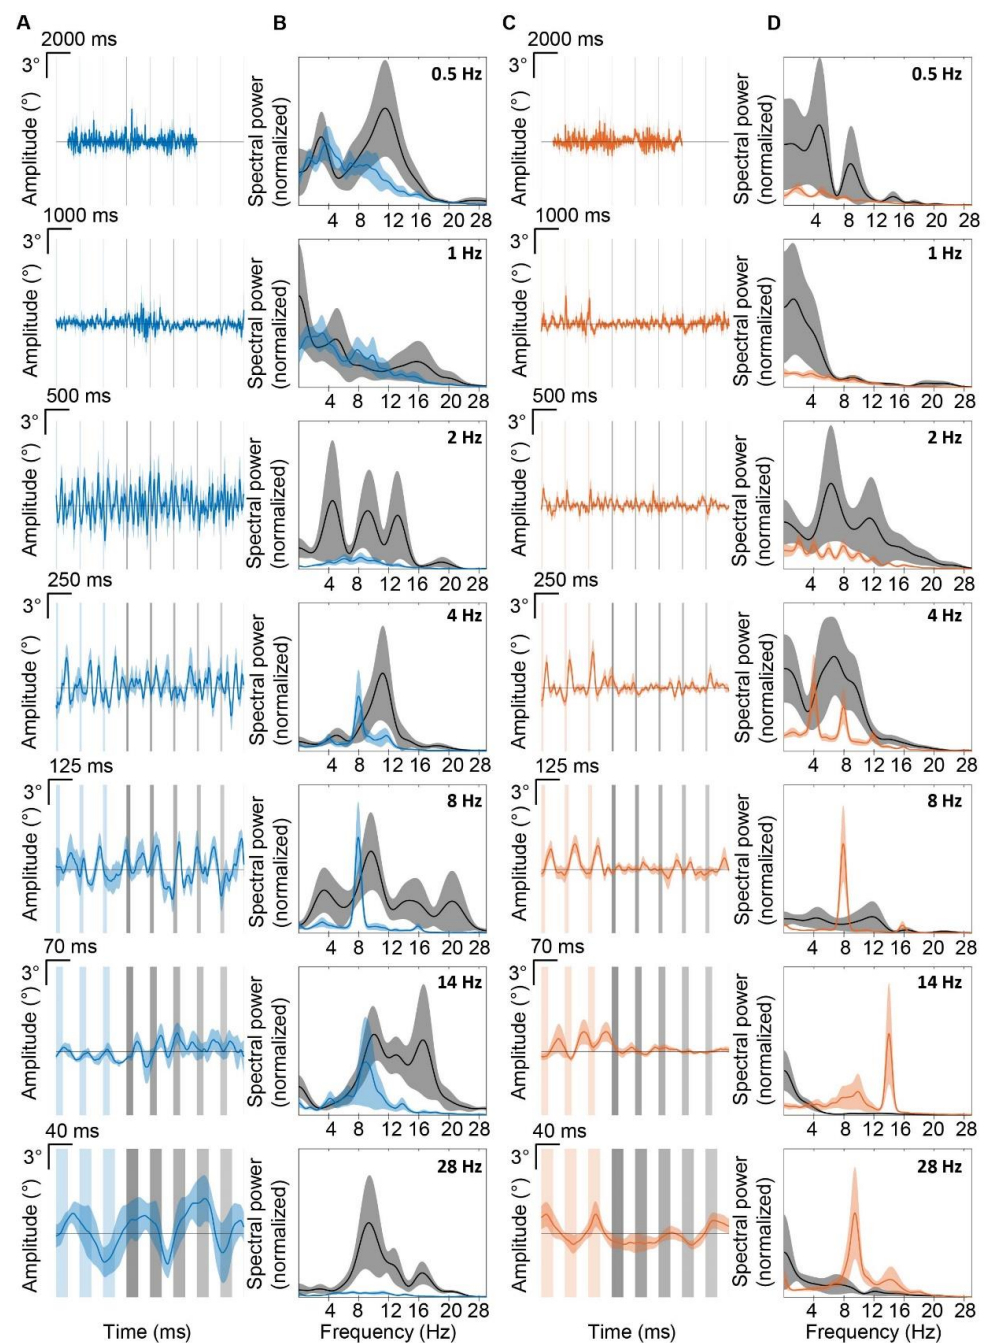 A B C D
2000 ms 2000 ms
3° Amplitude (°) Spectral power (normalized) 0.5 Hz 3° Amplitude (°) Spectral power (normalized) 0.5 Hz
4 8 12 16 20 28 4 8 12 16 20 28
1000 ms 1000 ms
3° Amplitude (°) Spectral power (normalized) 1 Hz 3° Amplitude (°) Spectral power (normalized) 1 Hz
4 8 12 16 20 28 4 8 12 16 20 28
500 ms 500 ms
3° Amplitude (°) Spectral power (normalized) 2 Hz 3° Amplitude (°) Spectral power (normalized) 2 Hz
4 8 12 16 20 28 4 8 12 16 20 28
250 ms 250 ms
3° Amplitude (°) Spectral power (normalized) 4 Hz 3° Amplitude (°) Spectral power (normalized) 4 Hz
4 8 12 16 20 28 4 8 12 16 20 28
125 ms 125 ms
3° Amplitude (°) Spectral power (normalized) 8 Hz 3° Amplitude (°) Spectral power (normalized) 8 Hz
4 8 12 16 20 28 4 8 12 16 20 28
70 ms 70 ms
3° Amplitude (°) Spectral power (normalized) 14 Hz 3° Amplitude (°) Spectral power (normalized) 14 Hz
4 8 12 16 20 28 4 8 12 16 20 28
40 ms 40 ms
3° Amplitude (°) Spectral power (normalized) 28 Hz 3° Amplitude (°) Spectral power (normalized) 28 Hz
4 8 12 16 20 28 4 8 12 16 20 28
Time (ms) Frequency (Hz) Time (ms) Frequency (Hz)